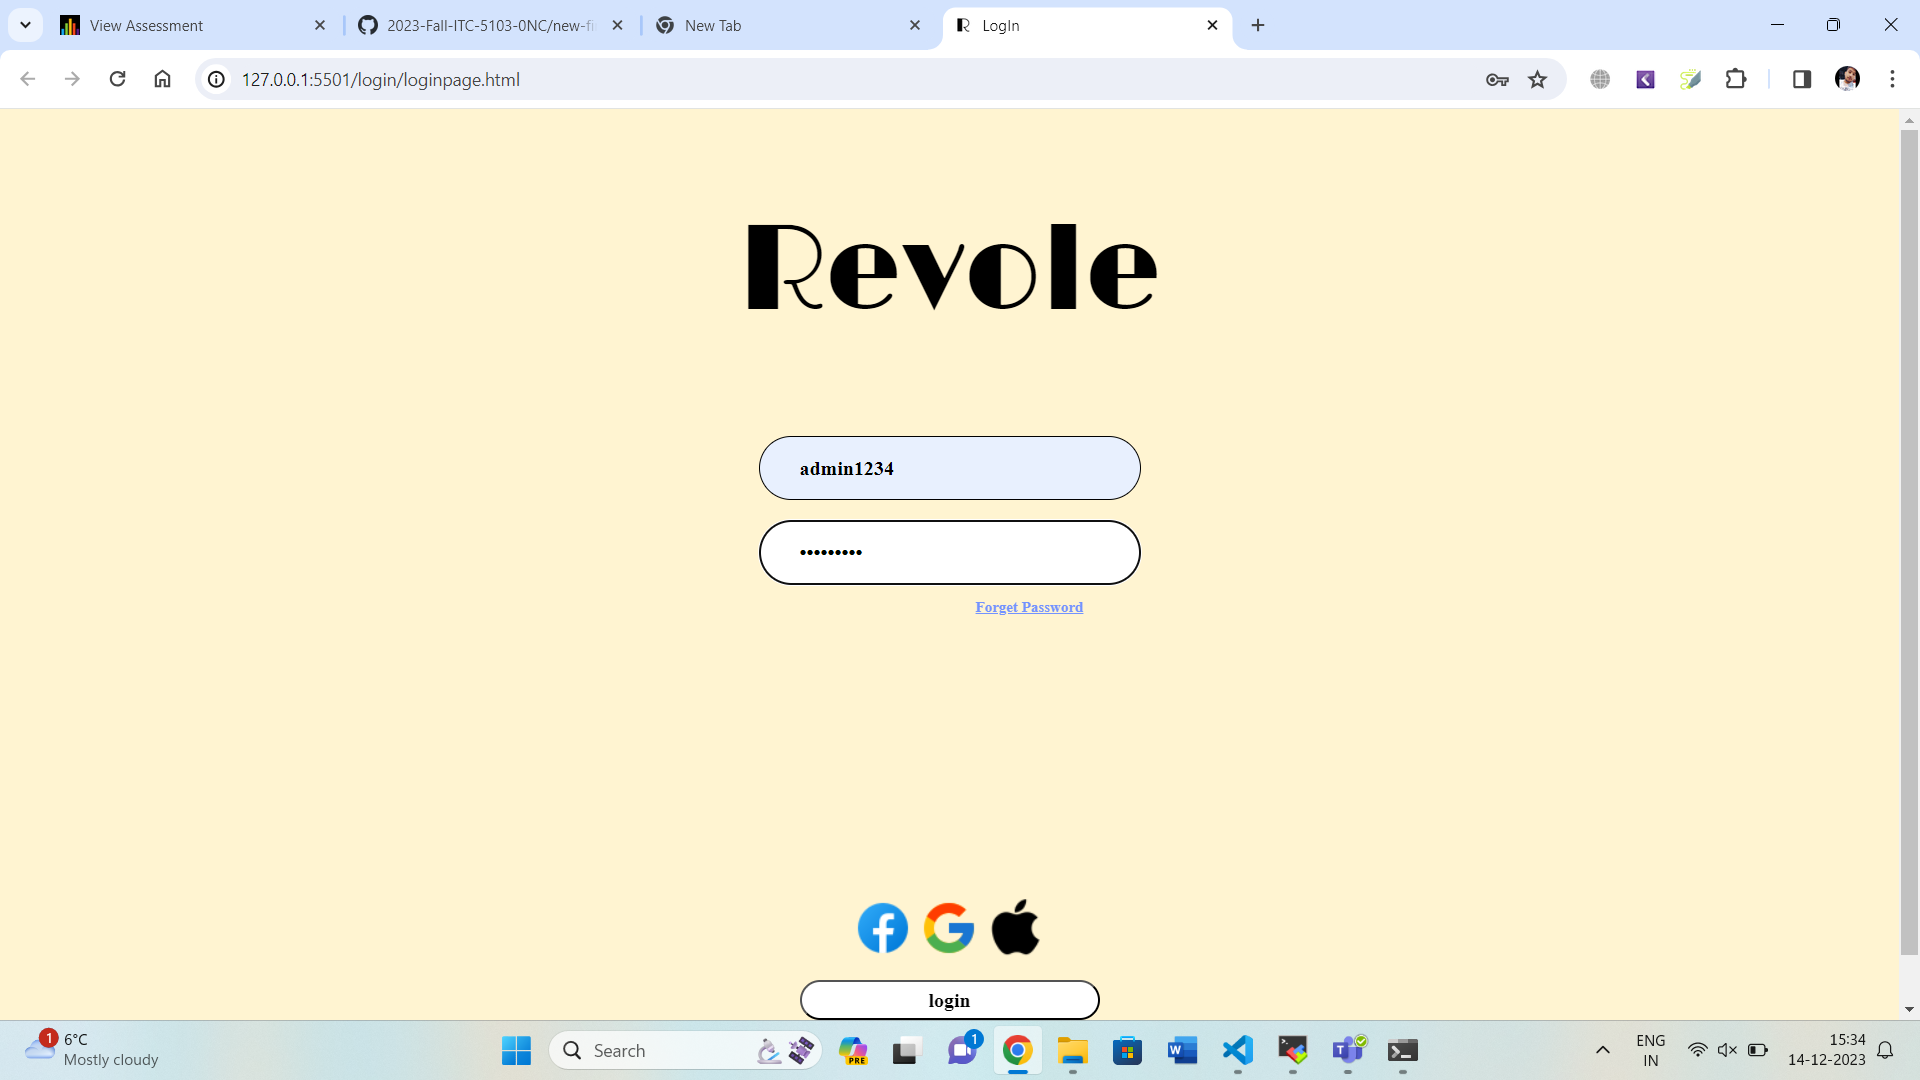 View Assessment
2023-Fall-ITC-5103-0NC/new-fi
New Tab
LogIn
127.0.0.1:5501/login/loginpage.html
Revole
admin1234
•••••••••
Forget Password
login
1
6°C
Mostly cloudy
Search
PRE
1
ENG
IN
15:34
14-12-2023